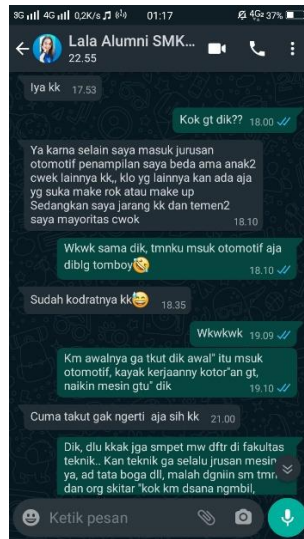 3G 4G 0,2K/s 01:17 4G 37%
Lala Alumni SMK...
22.55
Iya kk 17.53
Kok gt dik?? 18.00
Ya karna selain saya masuk jurusan
otomotif penampilan saya beda ama anak2
cwek lainnya kk,, klo yg lainnya kan ada aja
yg suka make rok atau make up
Sedangkan saya jarang kk dan temen2
saya mayoritas cwok 18.10
Wkwk sama dik, tmnku msuk otomotif aja
diblg tomboy 18.10
Sudah kodratnya kk 18.35
Wkwkwk 19.09
Km awalnya ga tkut dik awal" itu msuk
otomotif, kayak kerjaanny kotor"an gt,
naikin mesin gtu" dik 19.10
Cuma takut gak ngerti aja sih kk 21.00
Dik, dlu kkak jga smpet mw dftr di fakultas
teknik.. Kan teknik ga selalu jrusan mesin
ya, ad tata boga dll, malah dgniin sm tmn
dan org skitar "kok km dsana ngmbil,
Ketik pesan